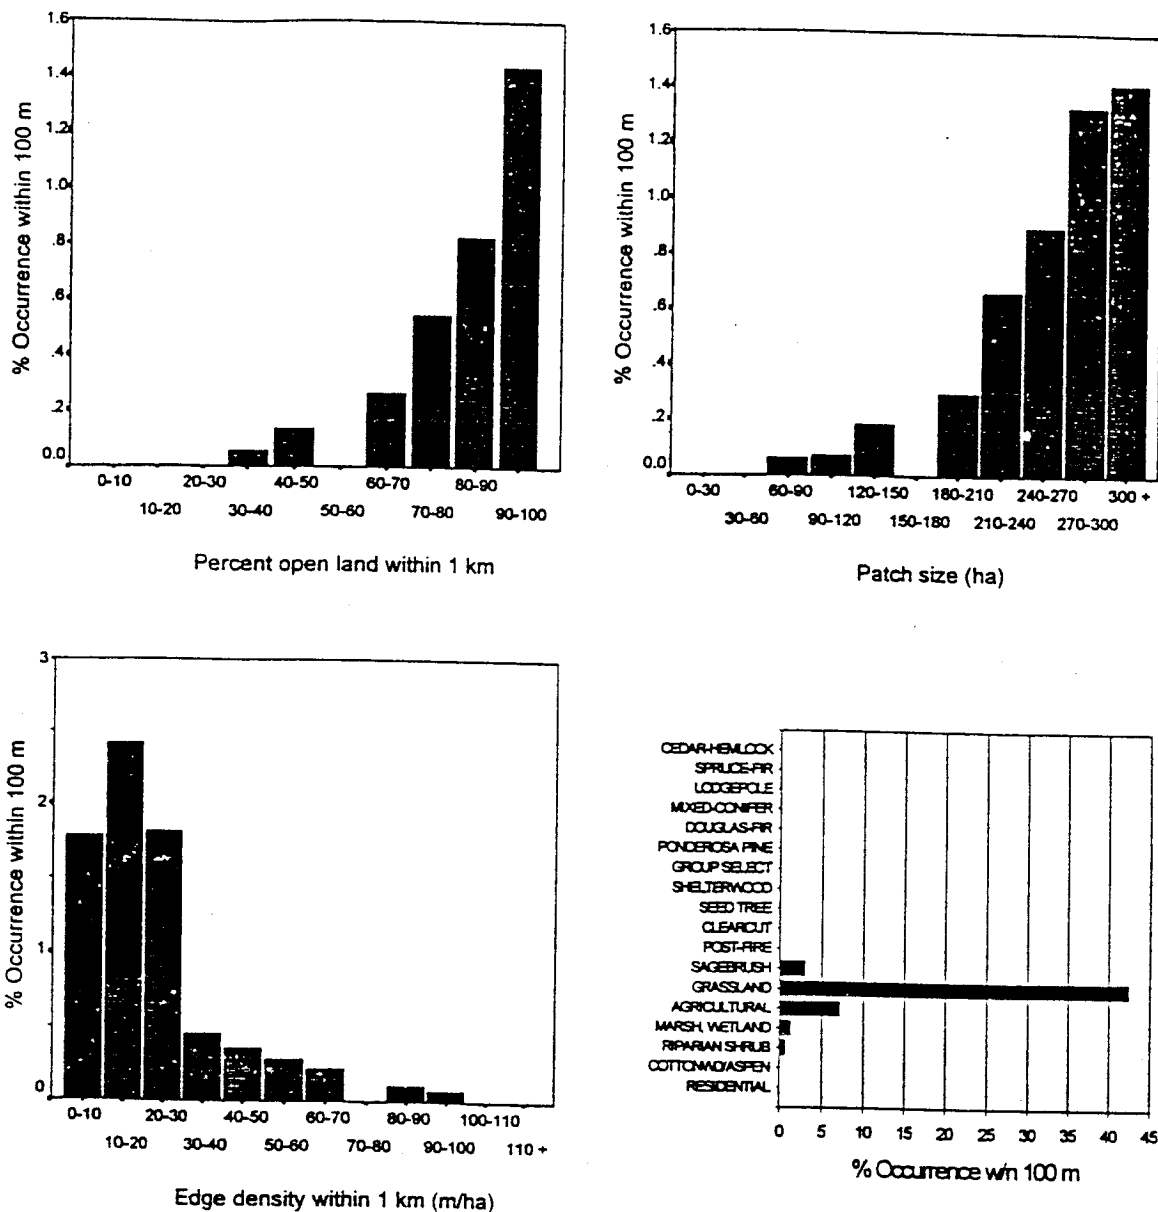 1.6
1.4
1.2
1.0
.8
.6
.4
.2
0.0
% Occurrence within 100 m
0-10 20-30 40-50 60-70 80-90
10-20 30-40 50-60 70-80 90-100
Percent open land within 1 km
1.6
1.4
1.2
1.0
.8
.6
.4
.2
0.0
% Occurrence within 100 m
0-30 60-90 120-150 180-210 240-270 300 +
30-60 90-120 150-180 210-240 270-300
Patch size (ha)
3
2
1
0
% Occurrence within 100 m
0-10 20-30 40-50 60-70 80-90 100-110
10-20 30-40 50-60 70-80 90-100 110 +
Edge density within 1 km (m/ha)
CEDAR-HEMLOCK
SPRUCE-FIR
LODGEPOLE
MIXED-CONIFER
DOUGLAS-FIR
PONDEROSA PINE
GROUP SELECT
SHELTERWOOD
SEED TREE
CLEARCUT
POST-FIRE
SAGEBRUSH
GRASSLAND
AGRICULTURAL
MARSH, WETLAND
RIPARIAN SHRUB
COTTONWD/ASPEN
RESIDENTIAL
0 5 10 15 20 25 30 35 40 45
% Occurrence w/n 100 m